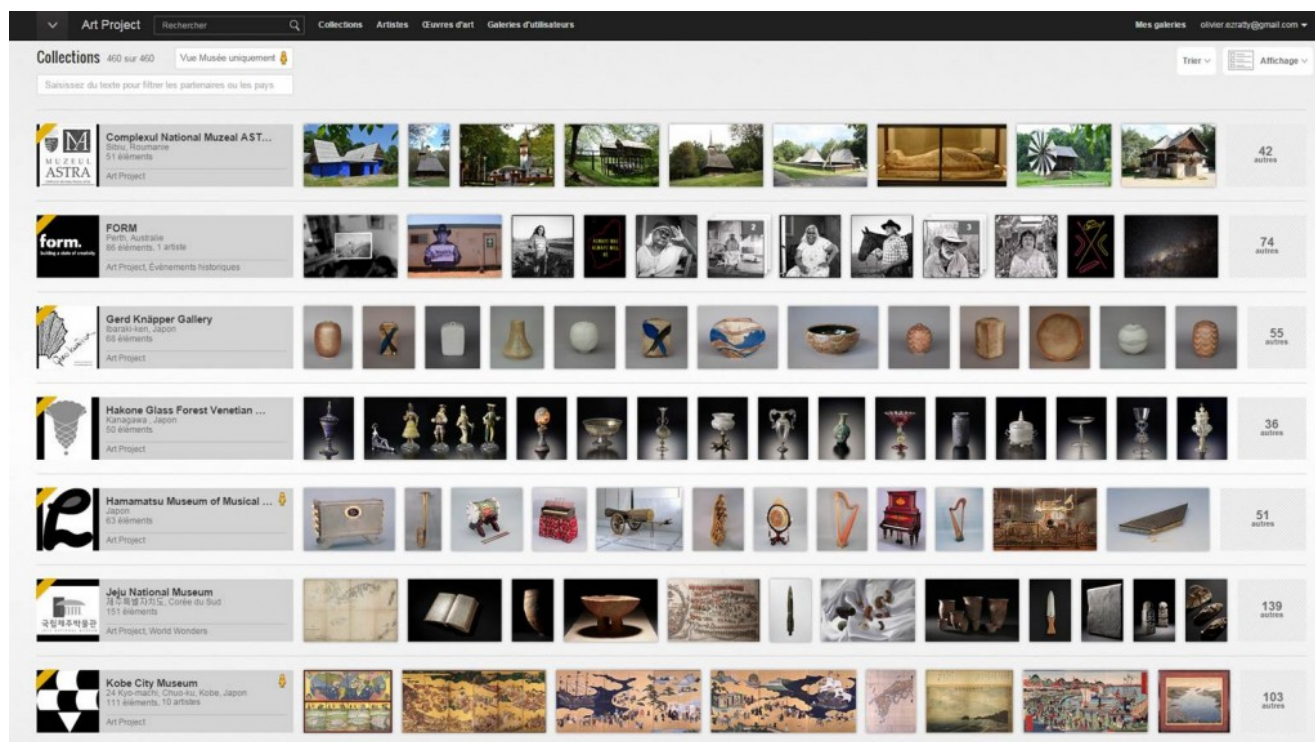 Art Project
Rechercher
Collections Artistes Œuvres d'art Galeries d'utilisateurs
Mes galeries olivier.ezratty@gmail.com
Collections 460 sur 460 Vue Musée uniquement
Trier Affichage
Saisissez du texte pour filtrer les partenaires ou les pays
MUZEUL
ASTRA
Complexul National Muzeal AST...
Sibiu, Roumanie
51 éléments
Art Project
42
autres
form.
building a state of creativity
FORM
Perth, Australie
86 éléments, 1 artiste
Art Project, Événements historiques
2
3
74
autres
Gerd Knäpper Gallery
Ibaraki-ken, Japon
68 éléments
Art Project
55
autres
Hakone Glass Forest Venetian ...
Kanagawa , Japon
50 éléments
Art Project
36
autres
Hamamatsu Museum of Musical ...
Japon
63 éléments
Art Project
51
autres
국립제주박물관
Jeju National Museum
제주특별자치도, Corée du Sud
151 éléments
Art Project, World Wonders
139
autres
Kobe City Museum
24 Kyo-machi, Chuo-ku, Kobe, Japon
111 éléments, 10 artistes
Art Project
103
autres